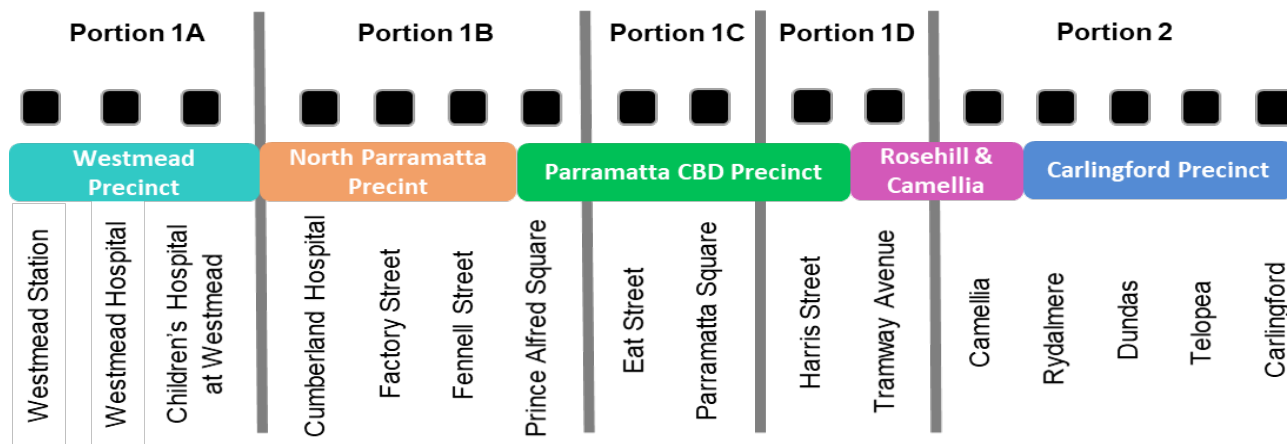 Portion 1A
Portion 1B
Portion 1C
Portion 1D
Portion 2
Westmead
Precinct
North Parramatta
Precint
Parramatta CBD Precinct
Rosehill &
Camellia
Carlingford Precinct
Westmead Station
Westmead Hospital
Children's Hospital
at Westmead
Cumberland Hospital
Factory Street
Fennell Street
Prince Alfred Square
Eat Street
Parramatta Square
Harris Street
Tramway Avenue
Camellia
Rydalmere
Dundas
Telopea
Carlingford